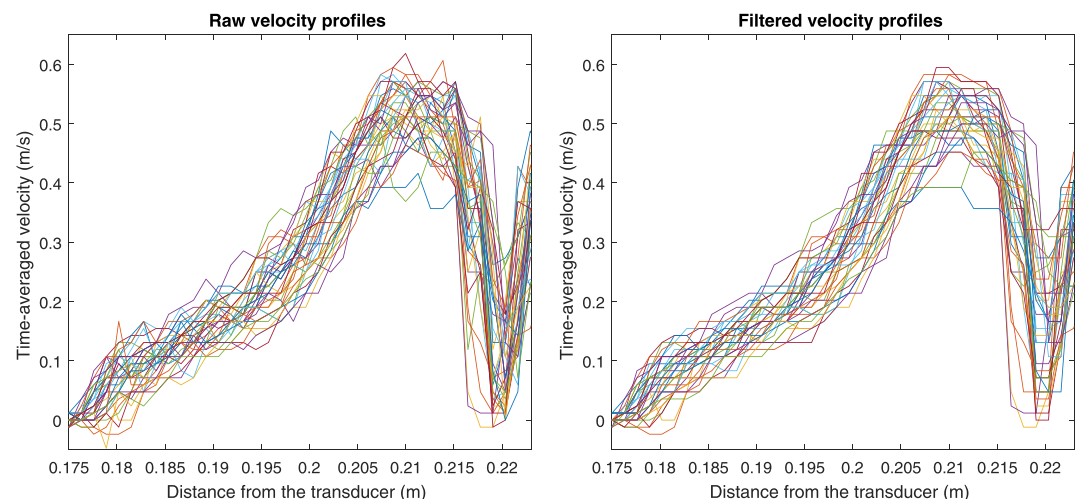 Raw velocity profiles
Time-averaged velocity (m/s)
0.6
0.5
0.4
0.3
0.2
0.1
0
0.175 0.18 0.185 0.19 0.195 0.2 0.205 0.21 0.215 0.22
Distance from the transducer (m)
Filtered velocity profiles
Time-averaged velocity (m/s)
0.6
0.5
0.4
0.3
0.2
0.1
0
0.175 0.18 0.185 0.19 0.195 0.2 0.205 0.21 0.215 0.22
Distance from the transducer (m)